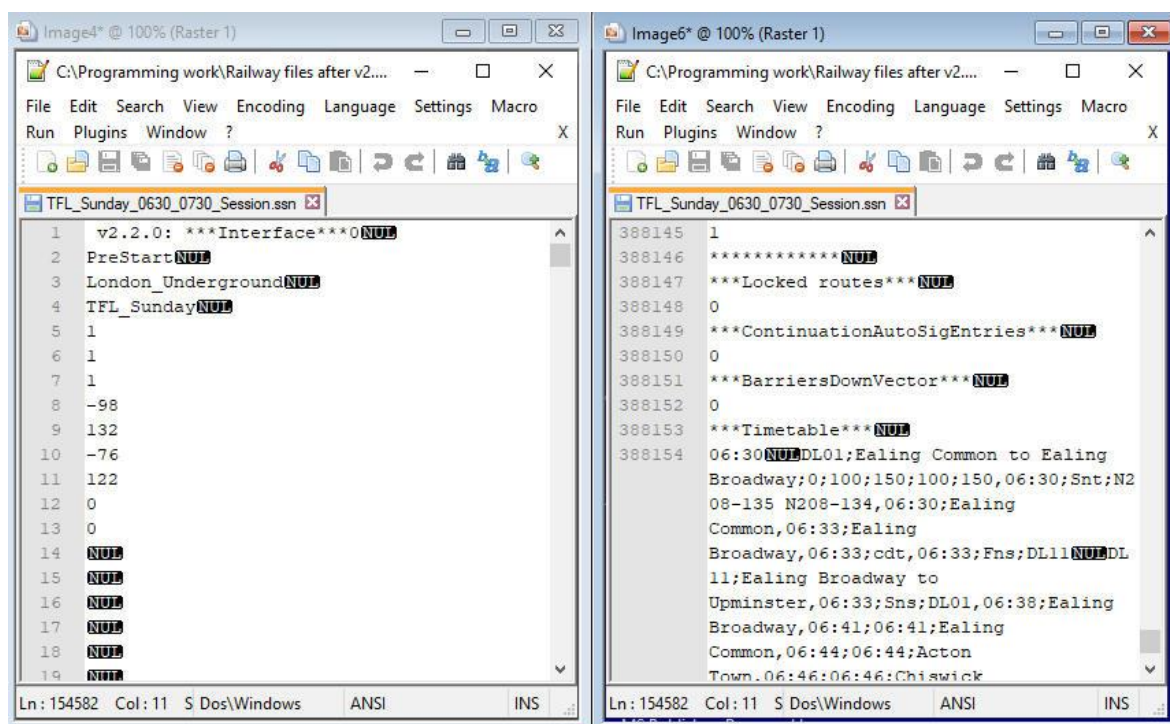 Image4* @ 100% (Raster 1)
C:\Programming work\Railway files after v2....
File Edit Search View Encoding Language Settings Macro
Run Plugins Window ? X
TFL_Sunday_0630_0730_Session.ssn
1 v2.2.0: ***Interface***0NUL
2 PreStartNUL
3 London_UndergroundNUL
4 TFL_SundayNUL
5 1
6 1
7 1
8 -98
9 132
10 -76
11 122
12 0
13 0
14 NUL
15 NUL
16 NUL
17 NUL
18 NUL
19 NUL
Ln : 154582 Col : 11 S Dos\Windows ANSI INS
Image6* @ 100% (Raster 1)
C:\Programming work\Railway files after v2....
File Edit Search View Encoding Language Settings Macro
Run Plugins Window ? X
TFL_Sunday_0630_0730_Session.ssn
388145 1
388146 ************NUL
388147 ***Locked routes***NUL
388148 0
388149 ***ContinuationAutoSigEntries***NUL
388150 0
388151 ***BarriersDownVector***NUL
388152 0
388153 ***Timetable***NUL
388154 06:30NULDL01;Ealing Common to Ealing
Broadway;0;100;150;100;150,06:30;Snt;N2
08-135 N208-134,06:30;Ealing
Common,06:33;Ealing
Broadway,06:33;cdt,06:33;Fns;DL11NULDL
11;Ealing Broadway to
Upminster,06:33;Sns;DL01,06:38;Ealing
Broadway,06:41;06:41;Ealing
Common,06:44;06:44;Acton
Town,06:46;06:46;Chiswick
Ln : 154582 Col : 11 S Dos\Windows ANSI INS